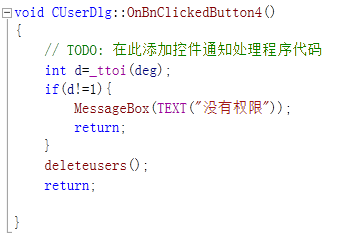 void CUserDlg::OnBnClickedButton4()
{
    // TODO: 在此添加控件通知处理程序代码
    int d=_ttoi(deg);
    if(d!=1){
        MessageBox(TEXT("没有权限"));
        return;
    }
    deleteusers();
    return;

}